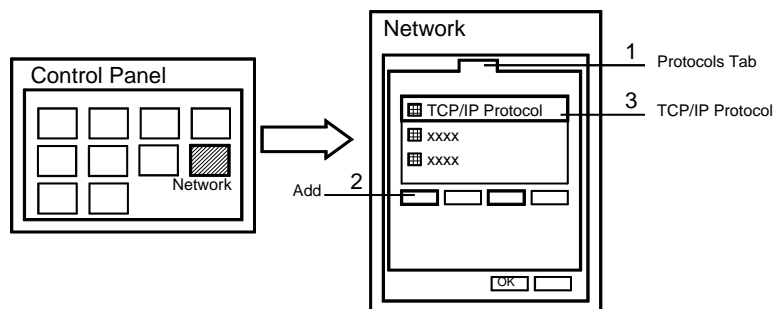 Control Panel
Network
Network
1
Protocols Tab
TCP/IP Protocol
3
TCP/IP Protocol
xxxx
xxxx
Add
2
OK